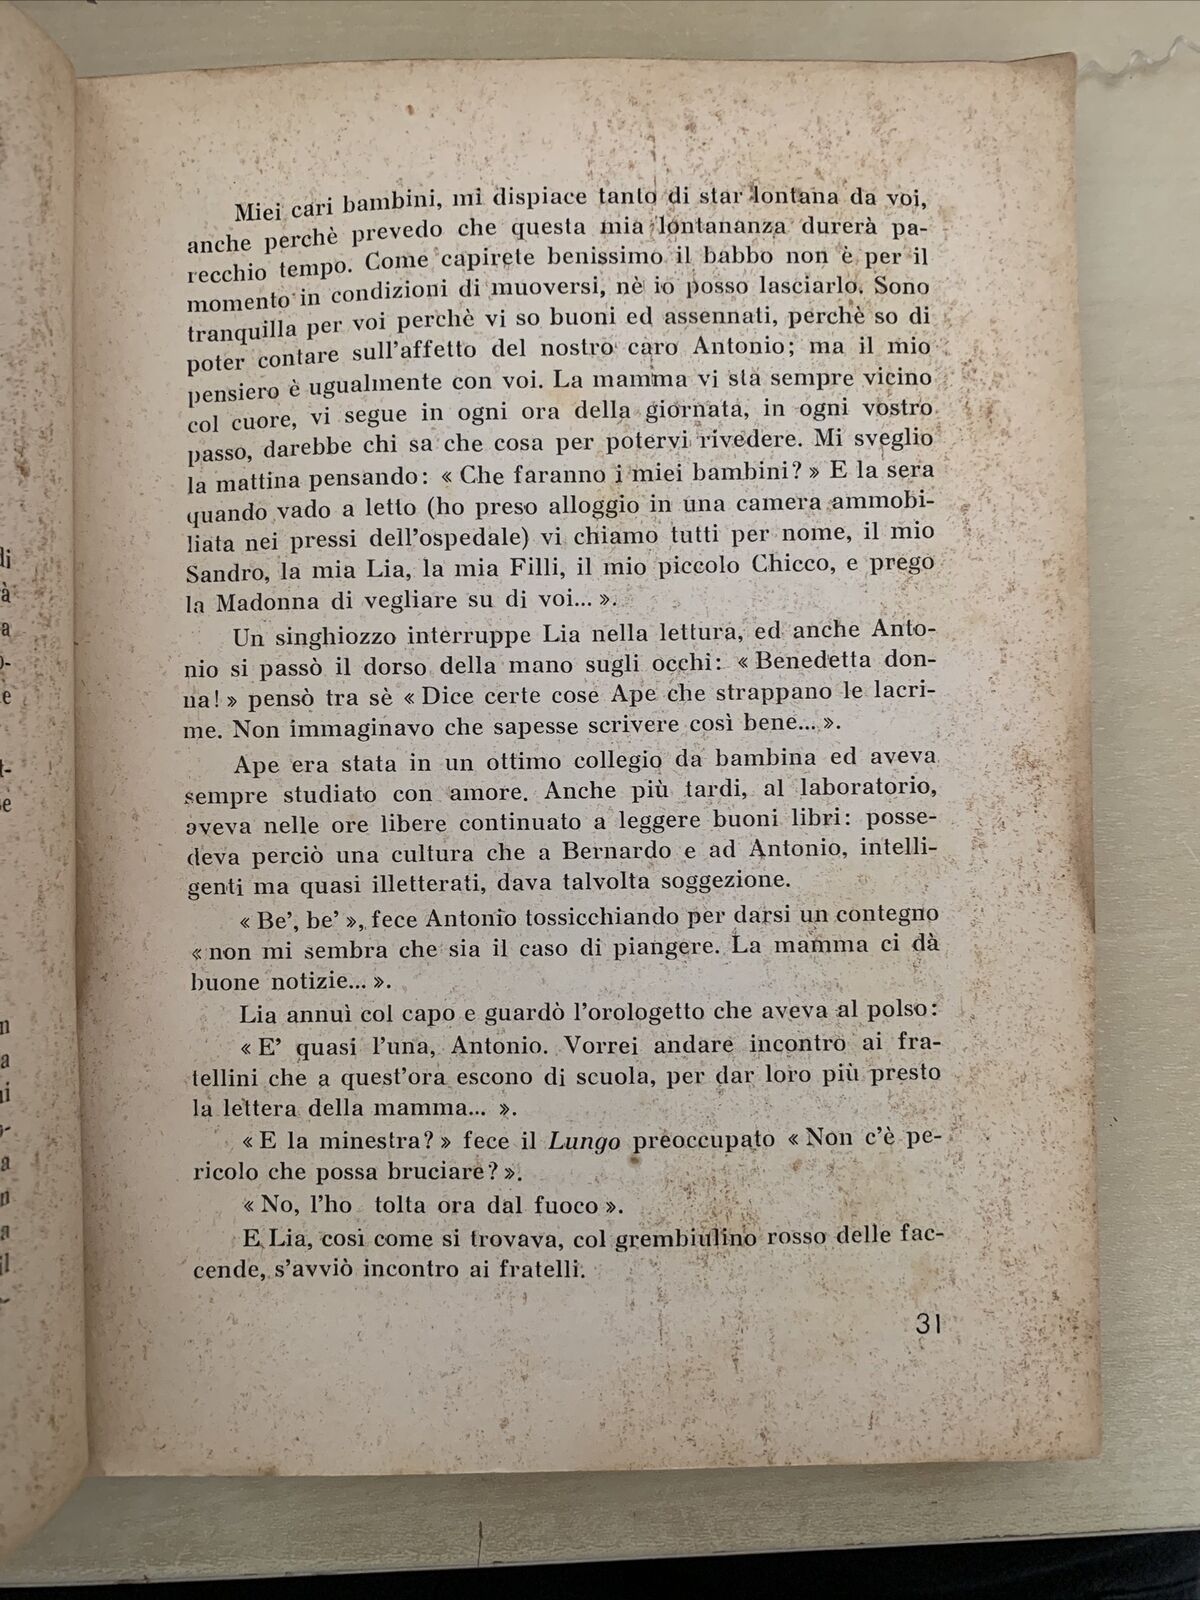 Miei cari bambini, mi dispiace tanto di star lontana da voi,
anche perchè prevedo che questa mia lontananza durerà pa-
recchio tempo. Come capirete benissimo il babbo non è per il
momento in condizioni di muoversi, nè io posso lasciarlo. Sono
tranquilla per voi perchè vi so buoni ed assennati, perchè so di
poter contare sull'affetto del nostro caro Antonio; ma il mio
pensiero è ugualmente con voi. La mamma vi sta sempre vicino
col cuore, vi segue in ogni ora della giornata, in ogni vostro
passo, darebbe chi sa che cosa per potervi rivedere. Mi sveglio
la mattina pensando: « Che faranno i miei bambini? » E la sera
quando vado a letto (ho preso alloggio in una camera ammobi-
liata nei pressi dell'ospedale) vi chiamo tutti per nome, il mio
Sandro, la mia Lia, la mia Filli, il mio piccolo Chicco, e prego
la Madonna di vegliare su di voi... ».
Un singhiozzo interruppe Lia nella lettura, ed anche Anto-
nio si passò il dorso della mano sugli occhi: « Benedetta don-
na! » pensò tra sè « Dice certe cose Ape che strappano le lacri-
me. Non immaginavo che sapesse scrivere così bene... ».
Ape era stata in un ottimo collegio da bambina ed aveva
sempre studiato con amore. Anche più tardi, al laboratorio,
aveva nelle ore libere continuato a leggere buoni libri: posse-
deva perciò una cultura che a Bernardo e ad Antonio, intelli-
genti ma quasi illetterati, dava talvolta soggezione.
« Be', be' », fece Antonio tossicchiando per darsi un contegno
« non mi sembra che sia il caso di piangere. La mamma ci dà
buone notizie... ».
Lia annuì col capo e guardò l'orologetto che aveva al polso:
« E' quasi l'una, Antonio. Vorrei andare incontro ai fra-
tellini che a quest'ora escono di scuola, per dar loro più presto
la lettera della mamma... ».
« E la minestra? » fece il Lungo preoccupato « Non c'è pe-
ricolo che possa bruciare? ».
« No, l'ho tolta ora dal fuoco ».
E Lia, così come si trovava, col grembiulino rosso delle fac-
cende, s'avviò incontro ai fratelli.
31